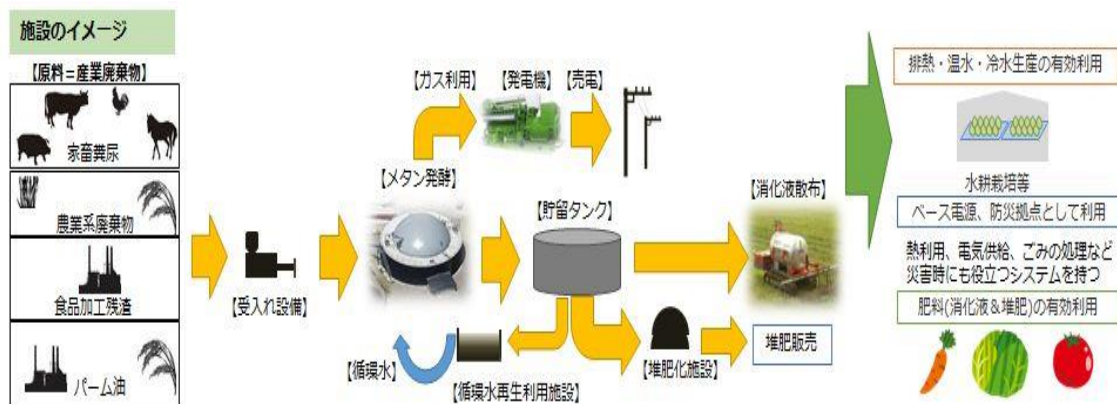 施設のイメージ
【原料=産業廃棄物】
家畜糞尿
農業系廃棄物
食品加工残渣
パーム油
【受入れ設備】
【ガス利用】
【発電機】
【売電】
【メタン発酵】
【貯留タンク】
【消化液散布】
【循環水】
【循環水再生利用施設】
【堆肥化施設】
堆肥販売
排熱・温水・冷水生産の有効利用
水耕栽培等
ベース電源、防災拠点として利用
熱利用、電気供給、ごみの処理など
災害時にも役立つシステムを持つ
肥料(消化液&堆肥)の有効利用